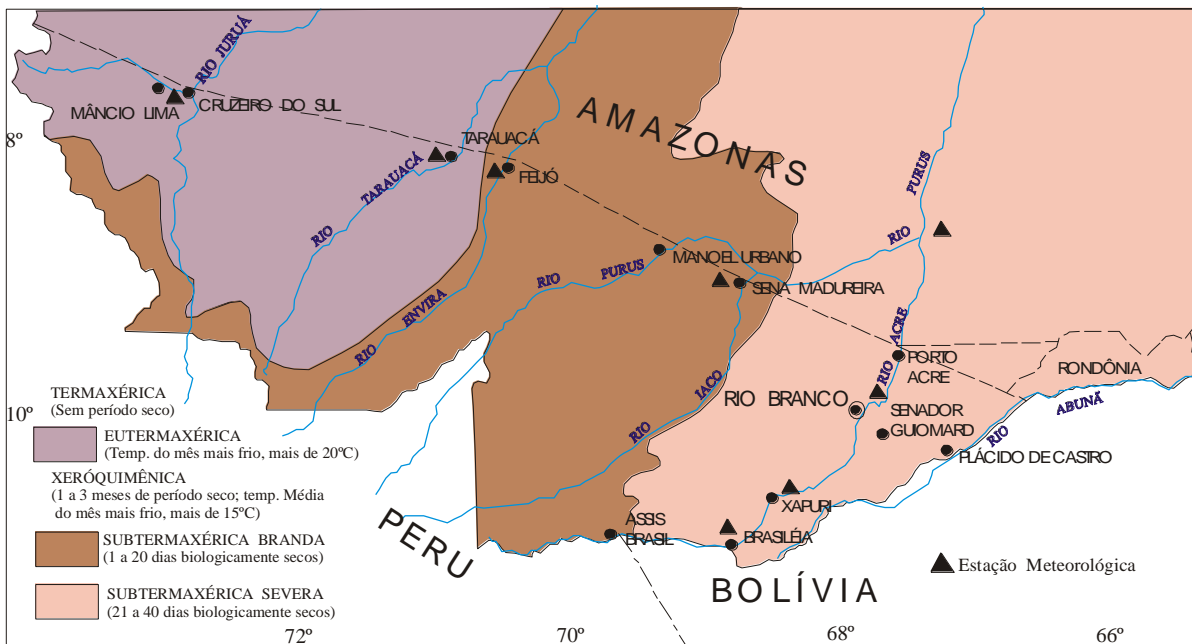 RIO JURUÁ
MÂNCIO LIMA
CRUZEIRO DO SUL
8º
TARAUACÁ
RIO TARAUACÁ
FEIJÓ
AMAZONAS
PURUS
RIO
MANOEL URBANO
RIO PURUS
SENA MADUREIRA
RIO ENVIRA
RIO ACRE
PORTO
ACRE
RONDÔNIA
RIO IACO
RIO BRANCO
SENADOR
GUIOMARD
RIO ABUNÃ
PLÁCIDO DE CASTRO
10º
XAPURI
ASSIS
BRASIL
BRASILÉIA
PERU
BOLÍVIA
TERMAXÉRICA
(Sem período seco)
EUTERMAXÉRICA
(Temp. do mês mais frio, mais de 20ºC)
XERÓQUIMÊNICA
(1 a 3 meses de período seco; temp. Média
do mês mais frio, mais de 15ºC)
SUBTERMAXÉRICA BRANDA
(1 a 20 dias biologicamente secos)
SUBTERMAXÉRICA SEVERA
(21 a 40 dias biologicamente secos)
Estação Meteorológica
72º
70º
68º
66º